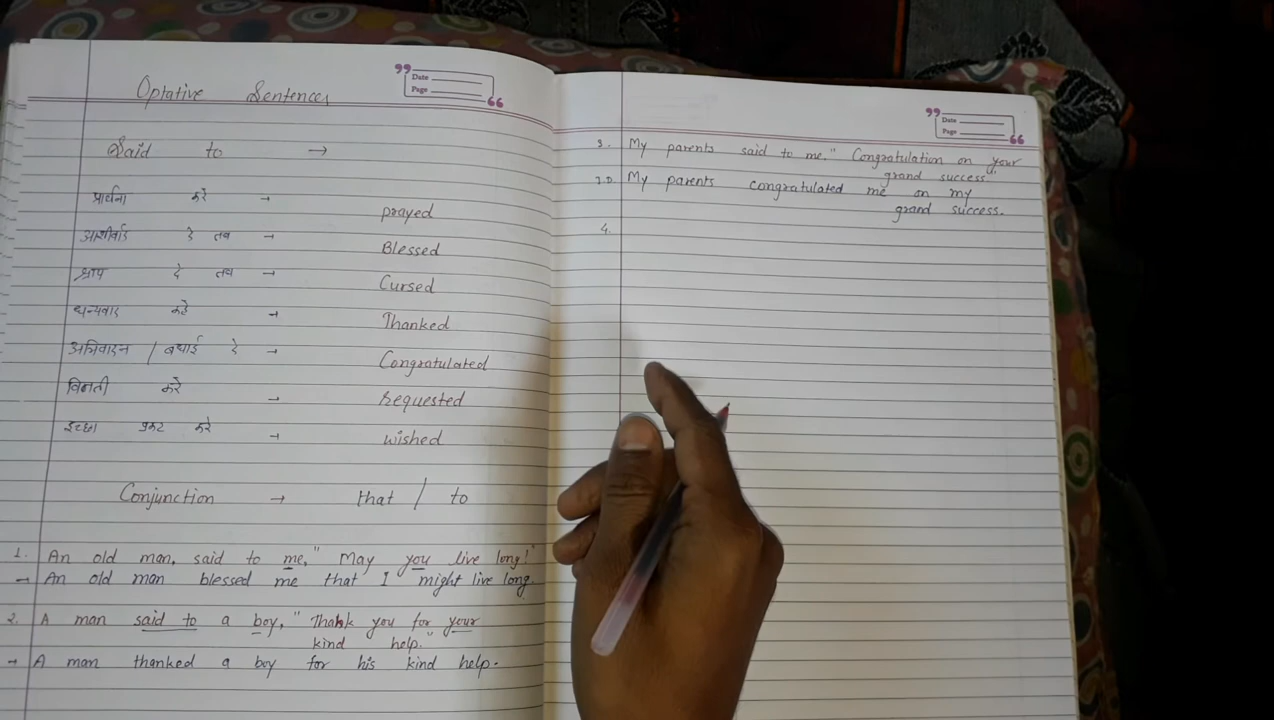 Optative Sentences
Date
Page
Said to →
प्रार्थना करे → prayed
आशीर्वाद दे तब → Blessed
श्राप दे तब → Cursed
धन्यवाद कहे → Thanked
अभिवादन / बधाई दे → Congratulated
विनती करे → requested
इच्छा प्रकट करे → wished
Conjunction → that / to
1. An old man, said to me, " May you live long!"
→ An old man blessed me that I might live long.
2. A man said to a boy, " Thank you for your
kind help."
→ A man thanked a boy for his kind help.
Date
Page
3. My parents said to me." Congratulation on your
grand success"
I.D. My parents congratulated me on my
grand success.
4.